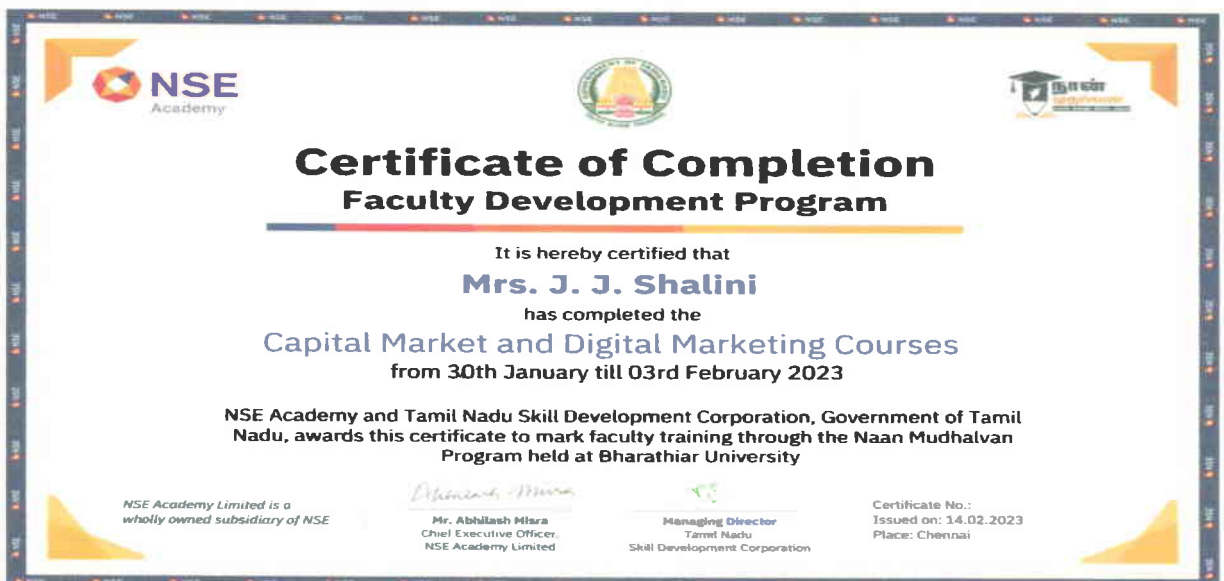 NSE
Academy
நான்
முதல்வன்
Certificate of Completion
Faculty Development Program
It is hereby certified that
Mrs. J. J. Shalini
has completed the
Capital Market and Digital Marketing Courses
from 30th January till 03rd February 2023
NSE Academy and Tamil Nadu Skill Development Corporation, Government of Tamil
Nadu, awards this certificate to mark faculty training through the Naan Mudhalvan
Program held at Bharathiar University
NSE Academy Limited is a
wholly owned subsidiary of NSE
Abhilash Misra
Mr. Abhilash Misra
Chief Executive Officer,
NSE Academy Limited
Managing Director
Tamil Nadu
Skill Development Corporation
Certificate No.:
Issued on: 14.02.2023
Place: Chennai